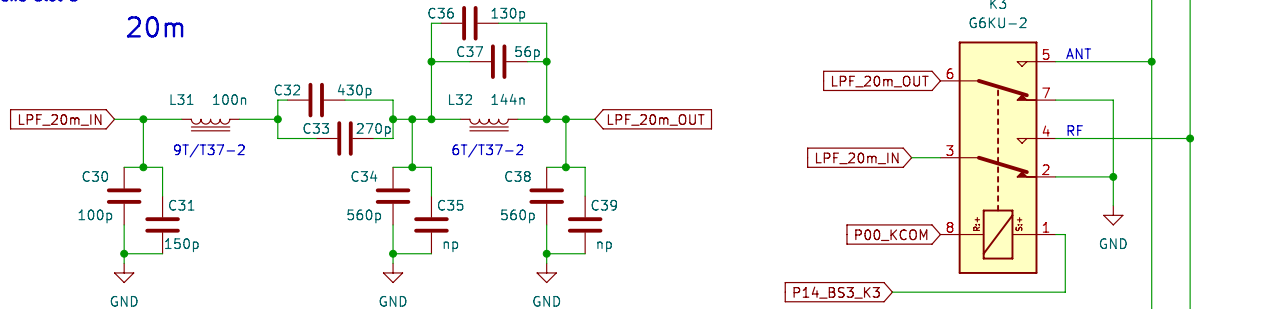 20m
C36 130p
C37 56p
L31 100n
C32 430p
L32 144n
LPF_20m_IN
LPF_20m_OUT
C33 270p
9T/T37-2
6T/T37-2
C30
100p
C31
150p
C34
560p
C35
np
C38
560p
C39
np
GND
GND
GND
K3
G6KU-2
5 ANT
LPF_20m_OUT 6
7
4 RF
LPF_20m_IN 3
2
P00_KCOM 8 R:+ S:+ 1
GND
P14_BS3_K3